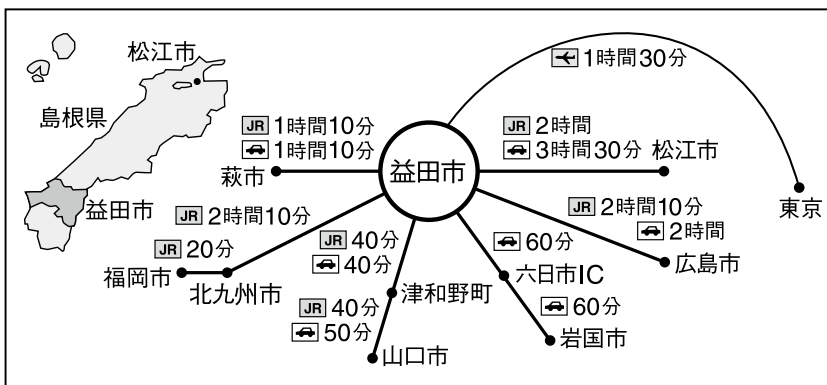 松江市
島根県
益田市
1時間30分
JR 1時間10分
1時間10分
萩市
益田市
JR 2時間
3時間30分
松江市
東京
JR 2時間10分
JR 20分
福岡市
北九州市
JR 40分
40分
津和野町
JR 40分
50分
山口市
60分
六日市IC
60分
岩国市
JR 2時間10分
2時間
広島市